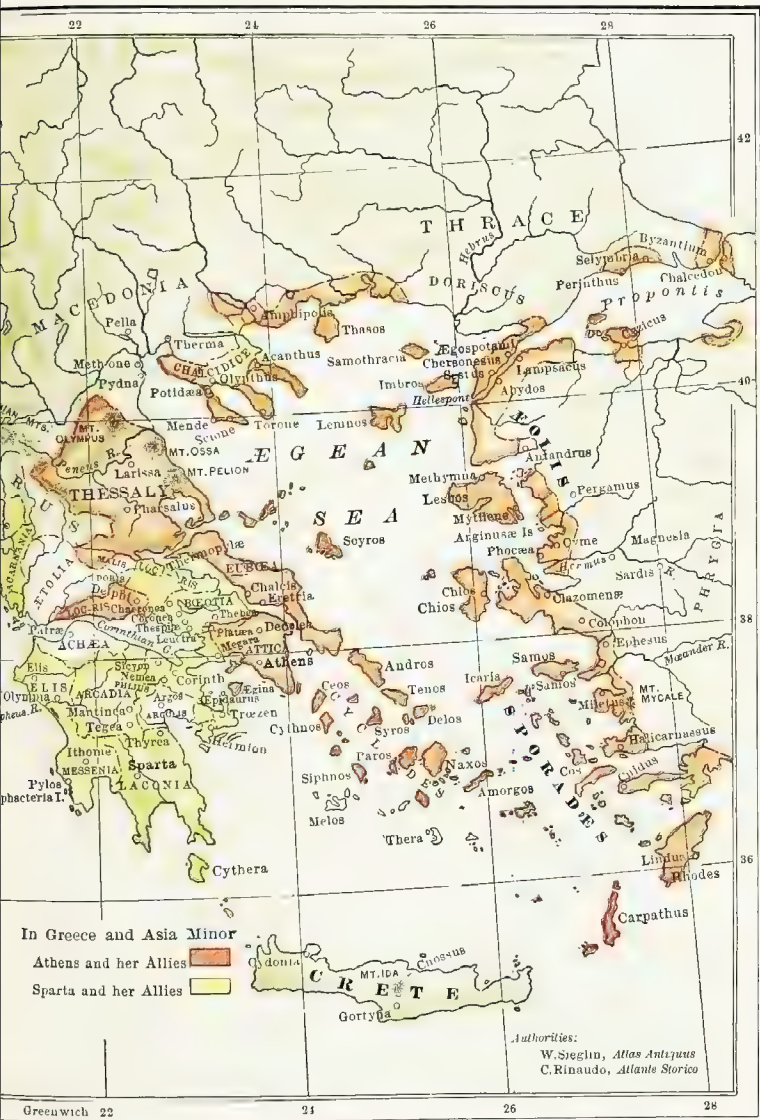 22 24 26 28
42
THRACE
Hebrus
Byzantium
Selymbria
Perinthus
Chalcedon
DORISCUS
Propontis
MACEDONIA
Amphipolis
Pella
Thasos
Therma
Cyzicus
Ægospotami
Methone
CHALCIDICE
Acanthus
Samothracia
Chersonesus
Sestus
Lampsacus
Pydna
Olynthus
Imbros
Abydos
40
Potidæa
Hellespont
Mende
Scione
Torone
Lemnos
MT. OLYMPUS
MT. OSSA
ÆGEAN
ÆOLIS
Antandrus
Peneus R.
Larissa
MT. PELION
Methymna
Pergamus
THESSALY
Lesbos
Pharsalus
SEA
Mytilene
Scyros
Arginusæ Is
Cyme
Magnesia
Phocæa
Hermus R.
Thermopylæ
Sardis
PHRYGIA
ACARNANIA
ÆTOLIA
MALIS
DORIS
EUBŒA
Delphi
Chalcis
Eretria
LOCRIS
Chæronea
BŒOTIA
Coronea
Thebes
Chios
Chios
Clazomenæ
Thespiæ
Leuctra
Platæa
Decelea
Colophon
38
Patræ
Corinthian G.
Megara
ATTICA
ACHÆA
Athens
Ephesus
Mæander R.
Elis
Sicyon
Nemea
Corinth
Andros
Samos
Samos
ELIS
PHLIUS
Icaria
Olympia
ARCADIA
Argos
Ægina
Ceos
Tenos
MT. MYCALE
pheus R.
Mantinea
ARGOLIS
Epidaurus
Miletus
Trœzen
Delos
Tegea
Cythnos
Syros
SPORADES
Hermion
Thyrea
CYCLADES
Halicarnassus
Ithome
Sparta
Paros
Naxos
Cos
Cnidus
MESSENIA
Siphnos
Pylos
LACONIA
Amorgos
phacteria I.
Melos
Thera
Lindus
36
Cythera
Rhodes
Carpathus
In Greece and Asia Minor
Athens and her Allies
Sparta and her Allies
Cydonia
CRETE
MT. IDA
Cnossus
Gortyna
Authorities:
W. Sieglin, Atlas Antiquus
C. Rinaudo, Atlante Storico
Greenwich 22 24 26 28